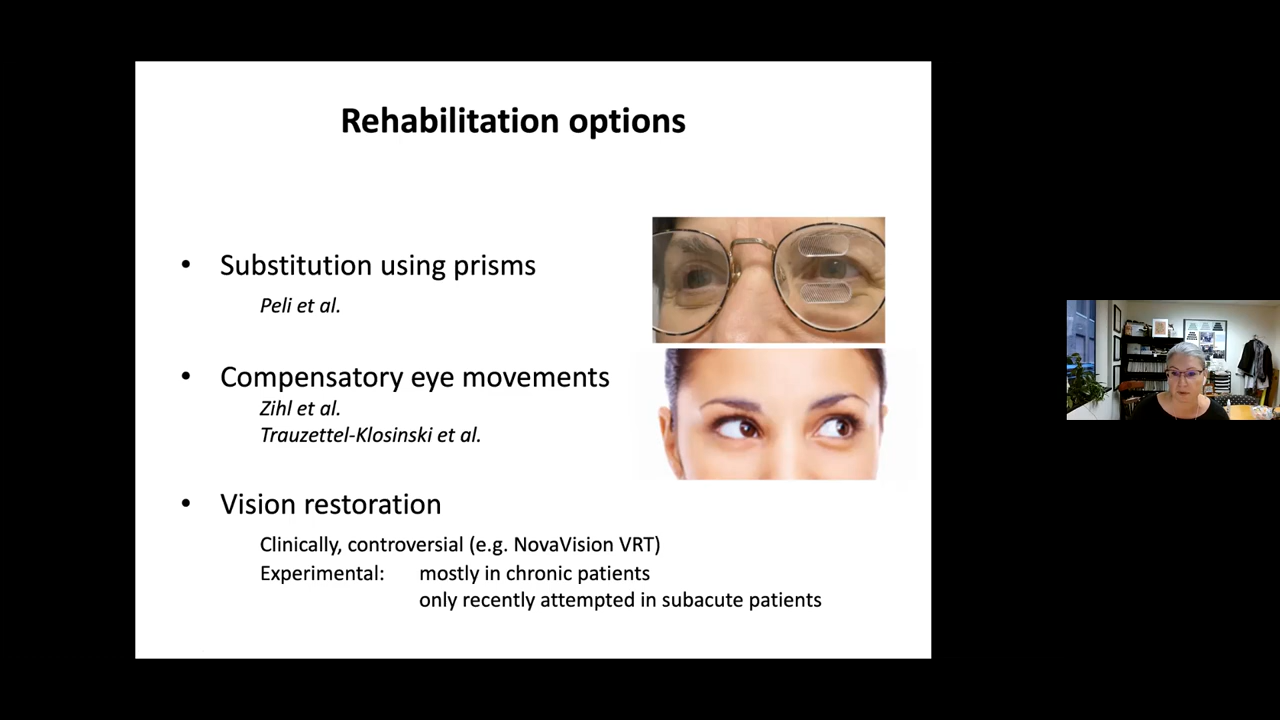 Rehabilitation options
• Substitution using prisms
Peli et al.
• Compensatory eye movements
Zihl et al.
Trauzettel-Klosinski et al.
• Vision restoration
Clinically, controversial (e.g. NovaVision VRT)
Experimental: mostly in chronic patients
only recently attempted in subacute patients